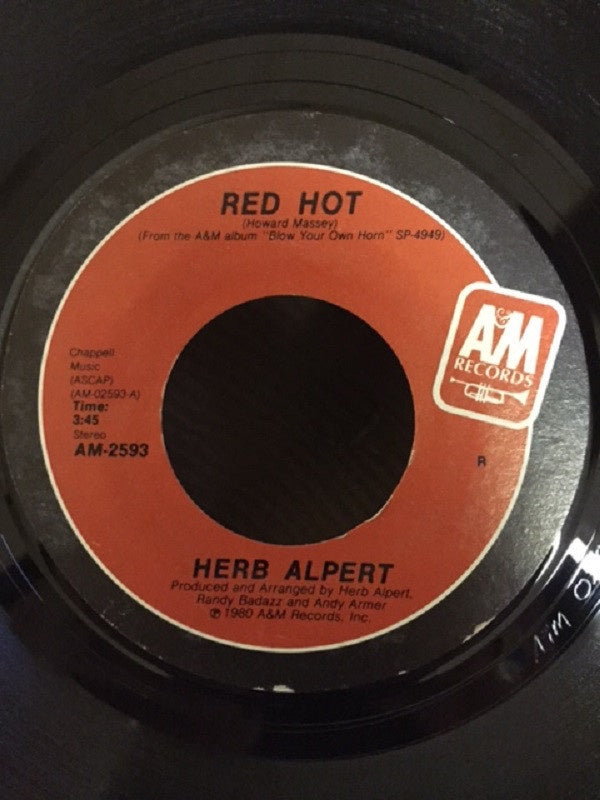 RED HOT
(Howard Massey)
(From the A&M album "Blow Your Own Horn" SP-4949)
A&M
RECORDS
Chappell
Music
(ASCAP)
(AM-02593-A)
Time:
3:45
Stereo
AM-2593
R
HERB ALPERT
Produced and Arranged by Herb Alpert,
Randy Badazz and Andy Armer
℗ 1980 A&M Records, Inc.